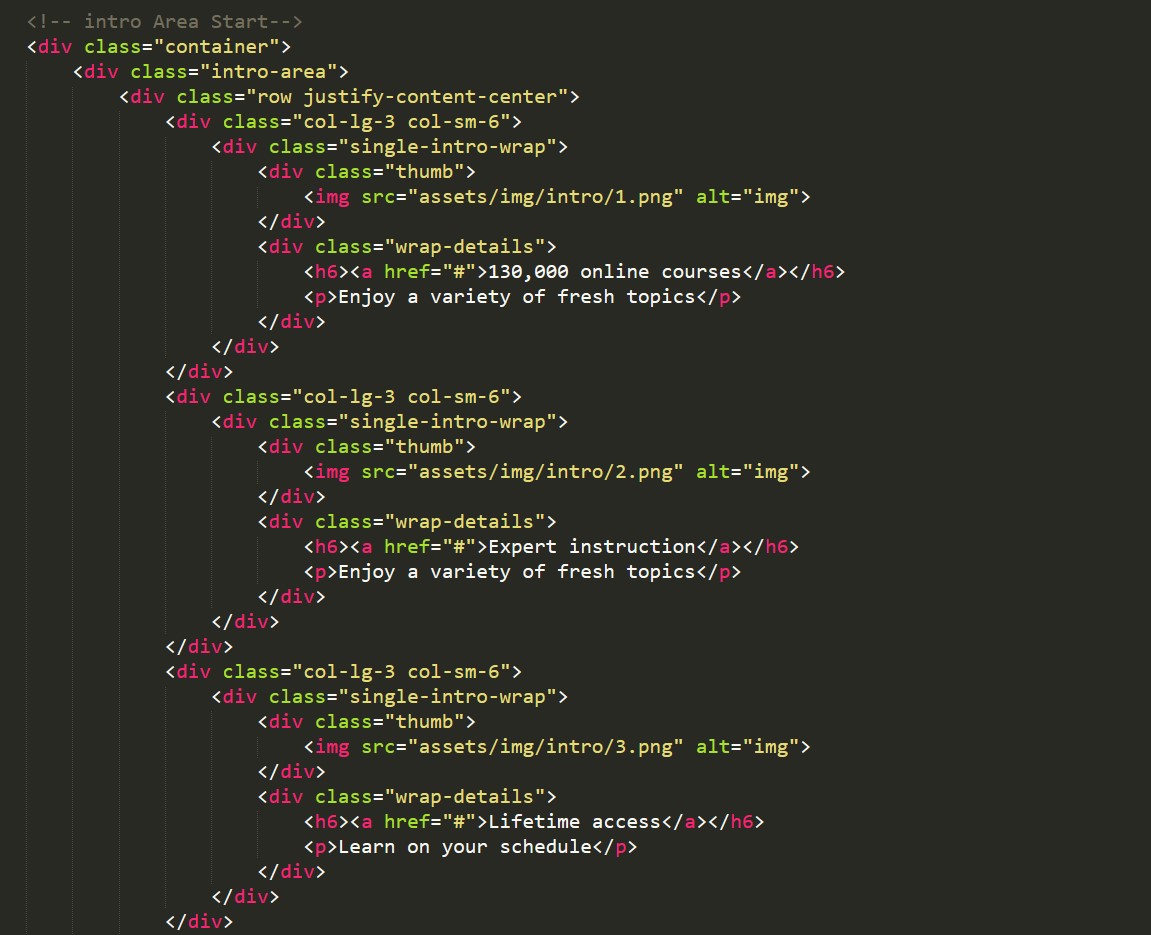 <!-- intro Area Start-->
<div class="container">
    <div class="intro-area">
        <div class="row justify-content-center">
            <div class="col-lg-3 col-sm-6">
                <div class="single-intro-wrap">
                    <div class="thumb">
                        <img src="assets/img/intro/1.png" alt="img">
                    </div>
                    <div class="wrap-details">
                        <h6><a href="#">130,000 online courses</a></h6>
                        <p>Enjoy a variety of fresh topics</p>
                    </div>
                </div>
            </div>
            <div class="col-lg-3 col-sm-6">
                <div class="single-intro-wrap">
                    <div class="thumb">
                        <img src="assets/img/intro/2.png" alt="img">
                    </div>
                    <div class="wrap-details">
                        <h6><a href="#">Expert instruction</a></h6>
                        <p>Enjoy a variety of fresh topics</p>
                    </div>
                </div>
            </div>
            <div class="col-lg-3 col-sm-6">
                <div class="single-intro-wrap">
                    <div class="thumb">
                        <img src="assets/img/intro/3.png" alt="img">
                    </div>
                    <div class="wrap-details">
                        <h6><a href="#">Lifetime access</a></h6>
                        <p>Learn on your schedule</p>
                    </div>
                </div>
            </div>